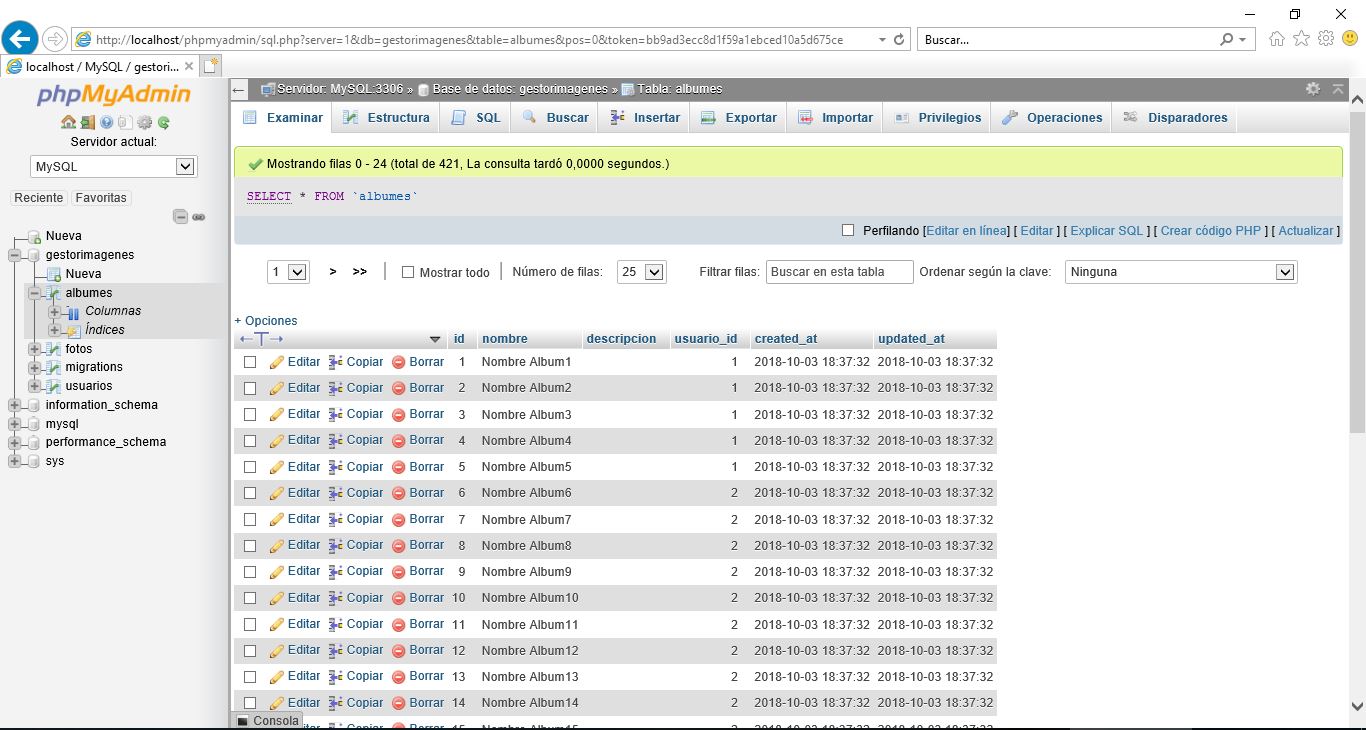 http://localhost/phpmyadmin/sql.php?server=1&db=gestorimagenes&table=albumes&pos=0&token=bb9ad3ecc8d1f59a1ebced10a5d675ce
Buscar...
localhost / MySQL / gestori...
phpMyAdmin
Servidor actual:
MySQL
Reciente Favoritas
Nueva
gestorimagenes
Nueva
albumes
Columnas
Índices
fotos
migrations
usuarios
information_schema
mysql
performance_schema
sys
Servidor: MySQL:3306 » Base de datos: gestorimagenes » Tabla: albumes
Examinar Estructura SQL Buscar Insertar Exportar Importar Privilegios Operaciones Disparadores
Mostrando filas 0 - 24 (total de 421, La consulta tardó 0,0000 segundos.)
SELECT * FROM `albumes`
Perfilando [Editar en línea] [ Editar ] [ Explicar SQL ] [ Crear código PHP ] [ Actualizar ]
1 > >> | Mostrar todo | Número de filas: 25 Filtrar filas: Buscar en esta tabla Ordenar según la clave: Ninguna
+ Opciones
←T→ id nombre descripcion usuario_id created_at updated_at
Editar Copiar Borrar 1 Nombre Album1 1 2018-10-03 18:37:32 2018-10-03 18:37:32
Editar Copiar Borrar 2 Nombre Album2 1 2018-10-03 18:37:32 2018-10-03 18:37:32
Editar Copiar Borrar 3 Nombre Album3 1 2018-10-03 18:37:32 2018-10-03 18:37:32
Editar Copiar Borrar 4 Nombre Album4 1 2018-10-03 18:37:32 2018-10-03 18:37:32
Editar Copiar Borrar 5 Nombre Album5 1 2018-10-03 18:37:32 2018-10-03 18:37:32
Editar Copiar Borrar 6 Nombre Album6 2 2018-10-03 18:37:32 2018-10-03 18:37:32
Editar Copiar Borrar 7 Nombre Album7 2 2018-10-03 18:37:32 2018-10-03 18:37:32
Editar Copiar Borrar 8 Nombre Album8 2 2018-10-03 18:37:32 2018-10-03 18:37:32
Editar Copiar Borrar 9 Nombre Album9 2 2018-10-03 18:37:32 2018-10-03 18:37:32
Editar Copiar Borrar 10 Nombre Album10 2 2018-10-03 18:37:32 2018-10-03 18:37:32
Editar Copiar Borrar 11 Nombre Album11 2 2018-10-03 18:37:32 2018-10-03 18:37:32
Editar Copiar Borrar 12 Nombre Album12 2 2018-10-03 18:37:32 2018-10-03 18:37:32
Editar Copiar Borrar 13 Nombre Album13 2 2018-10-03 18:37:32 2018-10-03 18:37:32
Editar Copiar Borrar 14 Nombre Album14 2 2018-10-03 18:37:32 2018-10-03 18:37:32
Consola